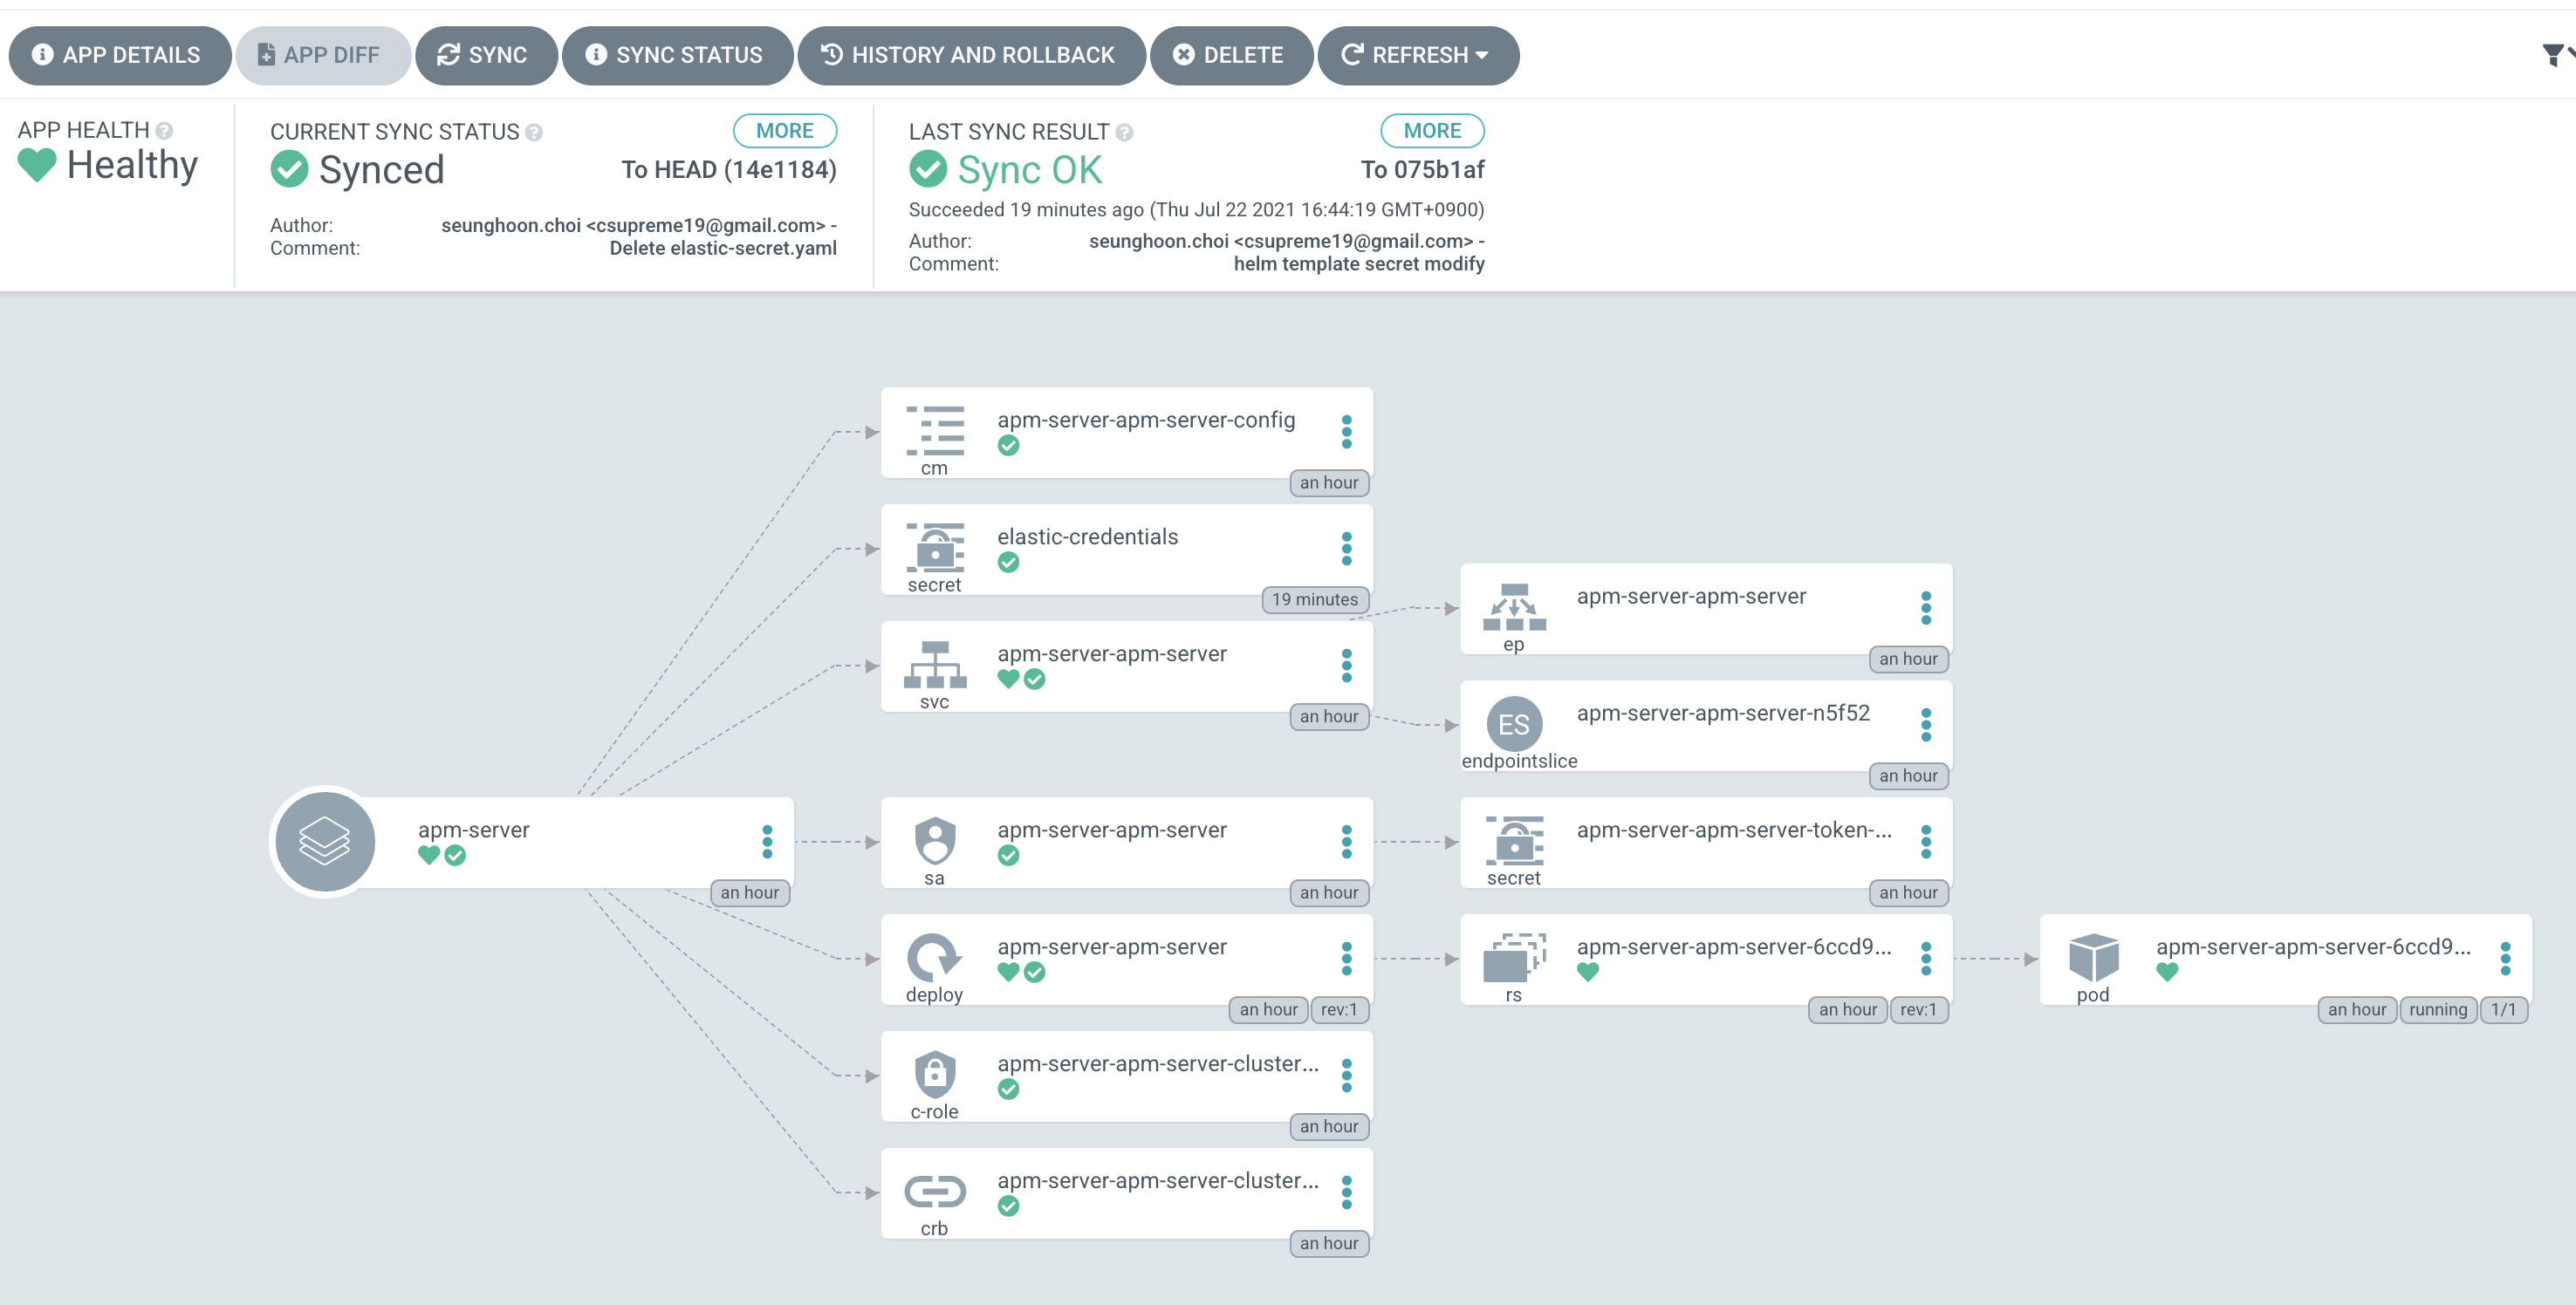 APP DETAILS APP DIFF SYNC SYNC STATUS HISTORY AND ROLLBACK DELETE REFRESH
APP HEALTH
Healthy
CURRENT SYNC STATUS MORE
Synced To HEAD (14e1184)
Author: seunghoon.choi <csupreme19@gmail.com> -
Comment: Delete elastic-secret.yaml
LAST SYNC RESULT MORE
Sync OK To 075b1af
Succeeded 19 minutes ago (Thu Jul 22 2021 16:44:19 GMT+0900)
Author: seunghoon.choi <csupreme19@gmail.com> -
Comment: helm template secret modify
apm-server
an hour
apm-server-apm-server-config
cm
an hour
elastic-credentials
secret
19 minutes
apm-server-apm-server
svc
an hour
apm-server-apm-server
ep
an hour
apm-server-apm-server-n5f52
ES
endpointslice
an hour
apm-server-apm-server
sa
an hour
apm-server-apm-server-token-...
secret
an hour
apm-server-apm-server
deploy
an hour rev:1
apm-server-apm-server-6ccd9...
rs
an hour rev:1
apm-server-apm-server-6ccd9...
pod
an hour running 1/1
apm-server-apm-server-cluster...
c-role
an hour
apm-server-apm-server-cluster...
crb
an hour